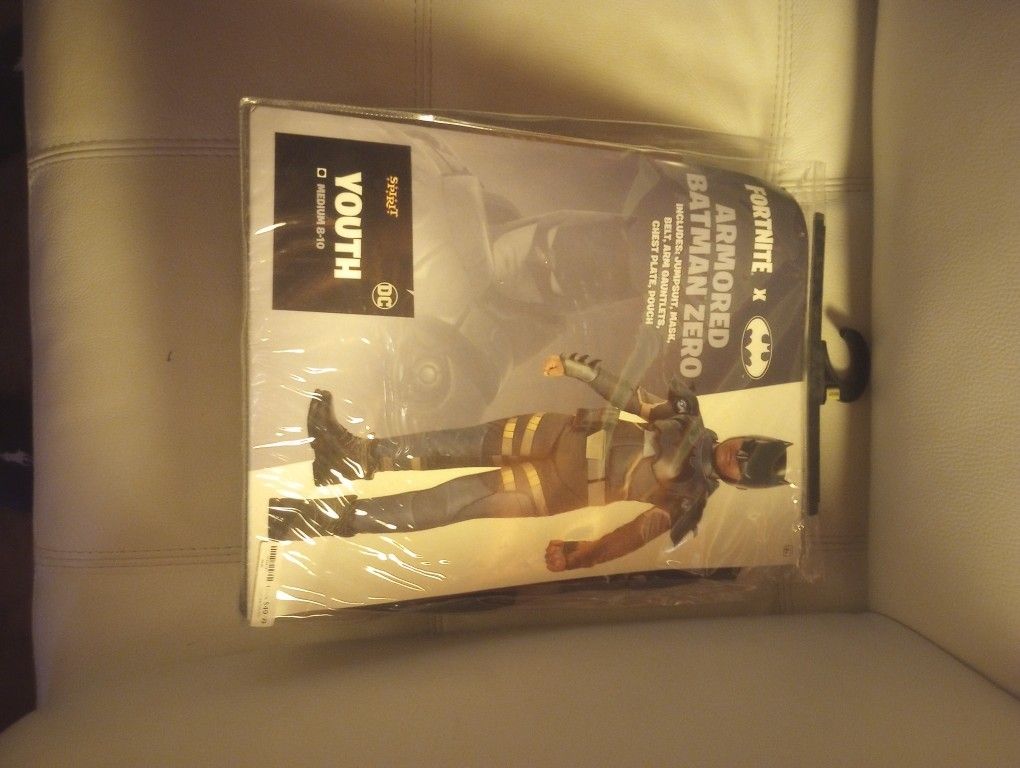 FORTNITE X
ARMORED
BATMAN ZERO
INCLUDES: JUMPSUIT, MASK,
BELT, ARM GAUNTLETS,
CHEST PLATE, POUCH
SPIRIT
YOUTH
MEDIUM 8-10
DC